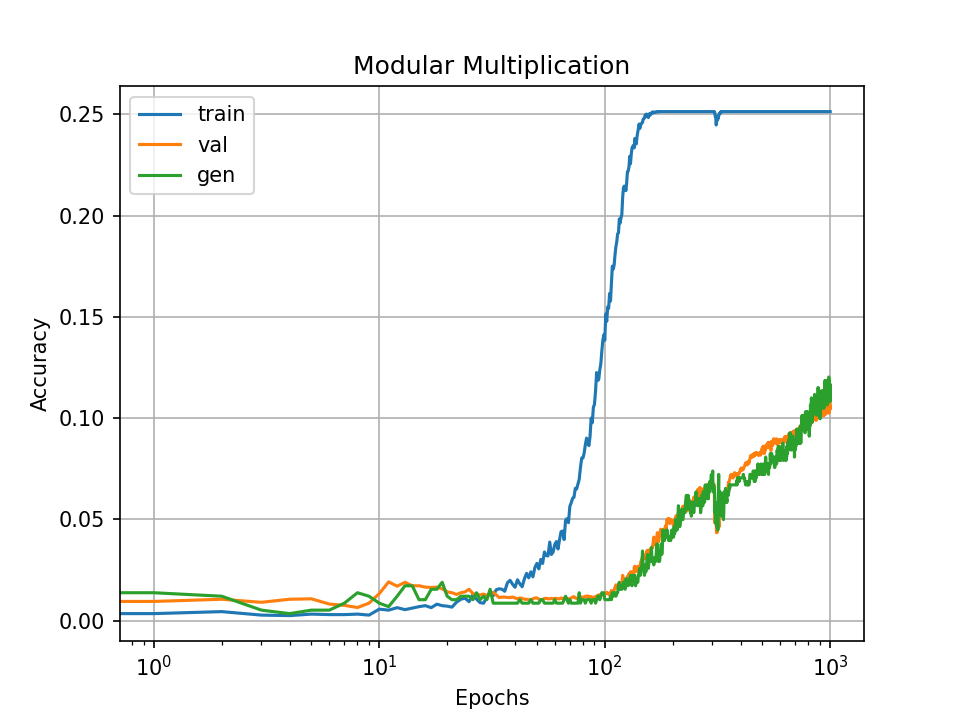 Modular Multiplication
train
val
gen
0.25
0.20
0.15
0.10
0.05
0.00
Accuracy
10⁰ 10¹ 10² 10³
Epochs